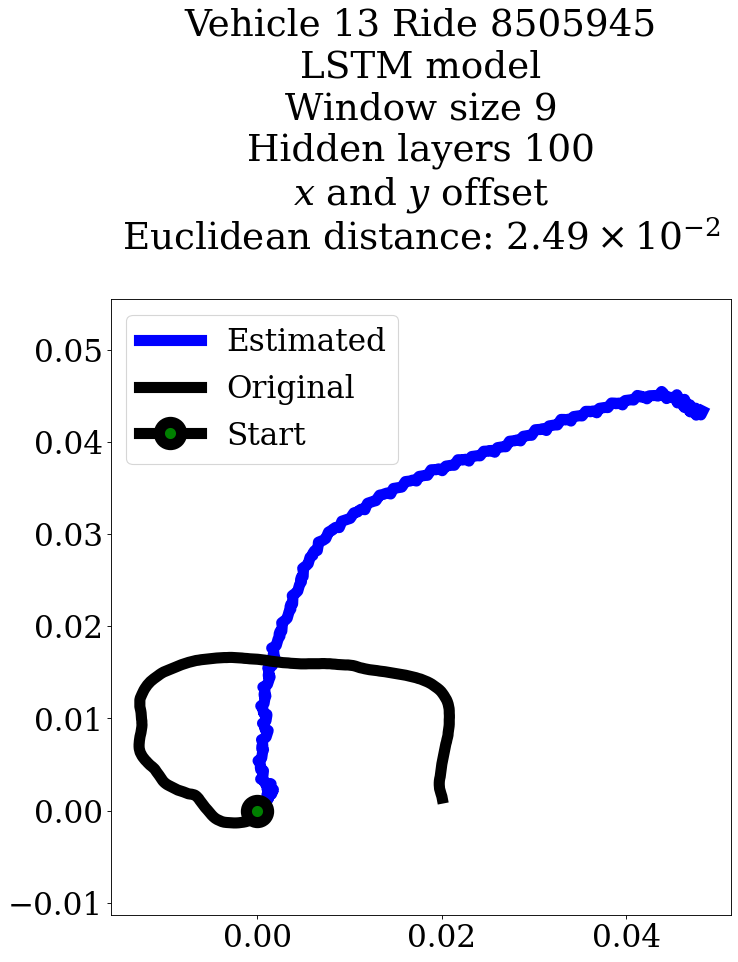 Vehicle 13 Ride 8505945
LSTM model
Window size 9
Hidden layers 100
x and y offset
Euclidean distance: 2.49 × 10⁻²
Estimated
Original
Start
0.05
0.04
0.03
0.02
0.01
0.00
−0.01
0.00 0.02 0.04